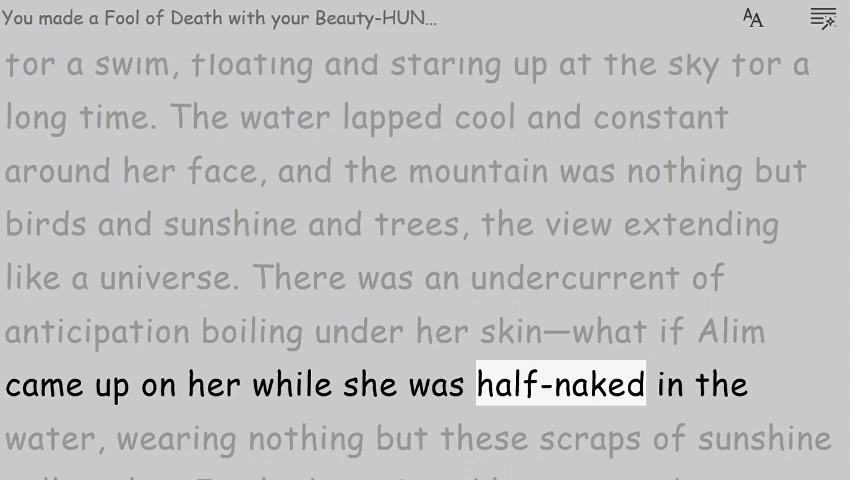 You made a Fool of Death with your Beauty-HUN...
AA
for a swim, floating and staring up at the sky for a
long time. The water lapped cool and constant
around her face, and the mountain was nothing but
birds and sunshine and trees, the view extending
like a universe. There was an undercurrent of
anticipation boiling under her skin—what if Alim
came up on her while she was half-naked in the
water, wearing nothing but these scraps of sunshine